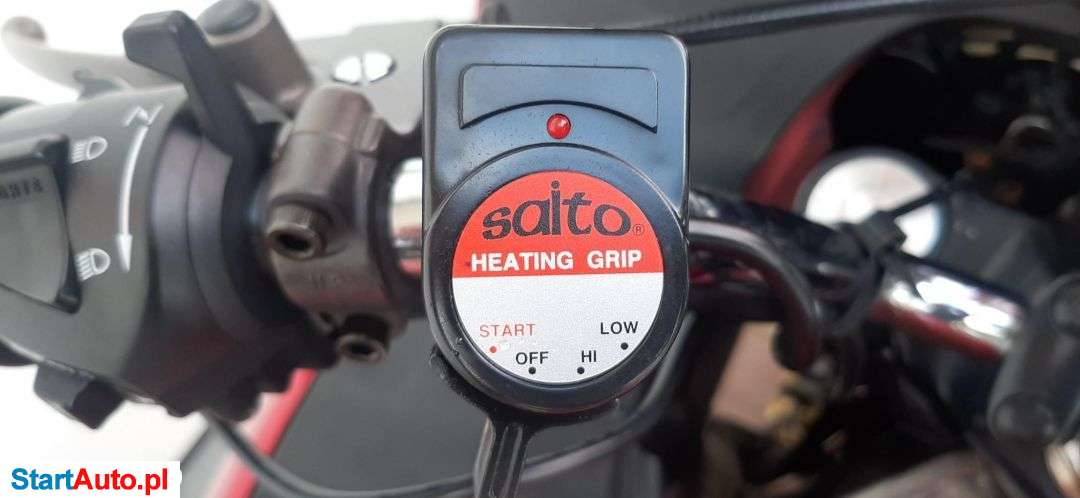 saito®
HEATING GRIP
START
LOW
OFF
HI
StartAuto.pl